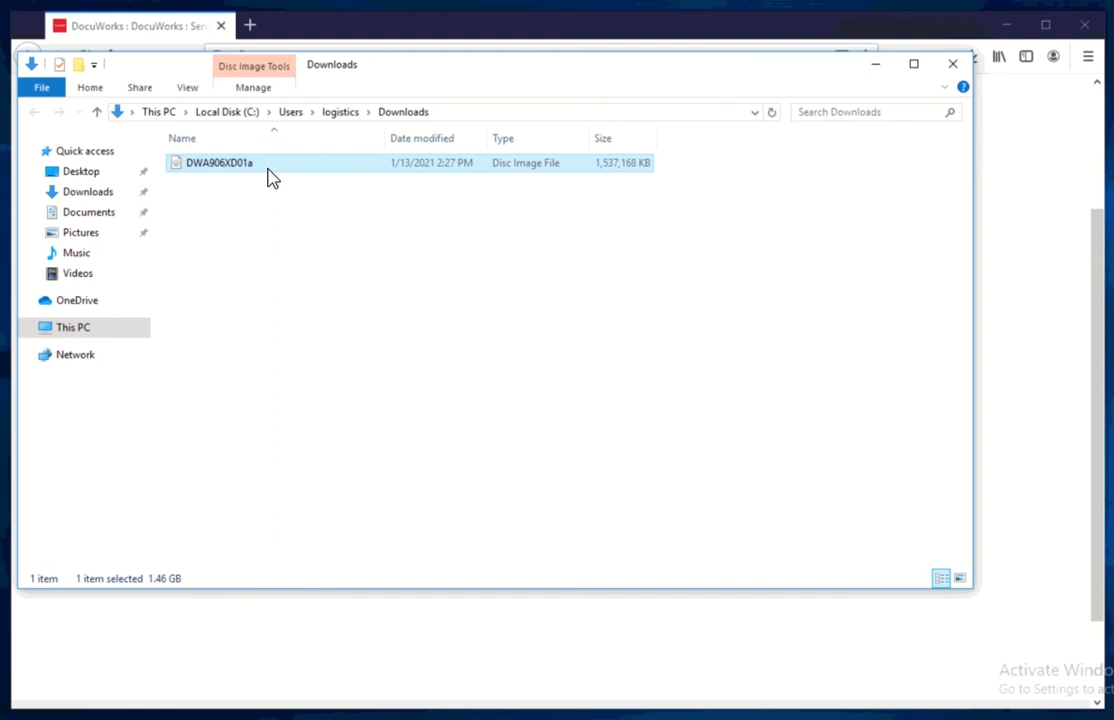 DocuWorks : DocuWorks : Serv
Disc Image Tools
Downloads
File
Home
Share
View
Manage
This PC
Local Disk (C:)
Users
logistics
Downloads
Search Downloads
Name
Date modified
Type
Size
DWA906XD01a
1/13/2021 2:27 PM
Disc Image File
1,537,168 KB
Quick access
Desktop
Downloads
Documents
Pictures
Music
Videos
OneDrive
This PC
Network
1 item
1 item selected 1.46 GB
Activate Windo
Go to Settings to act